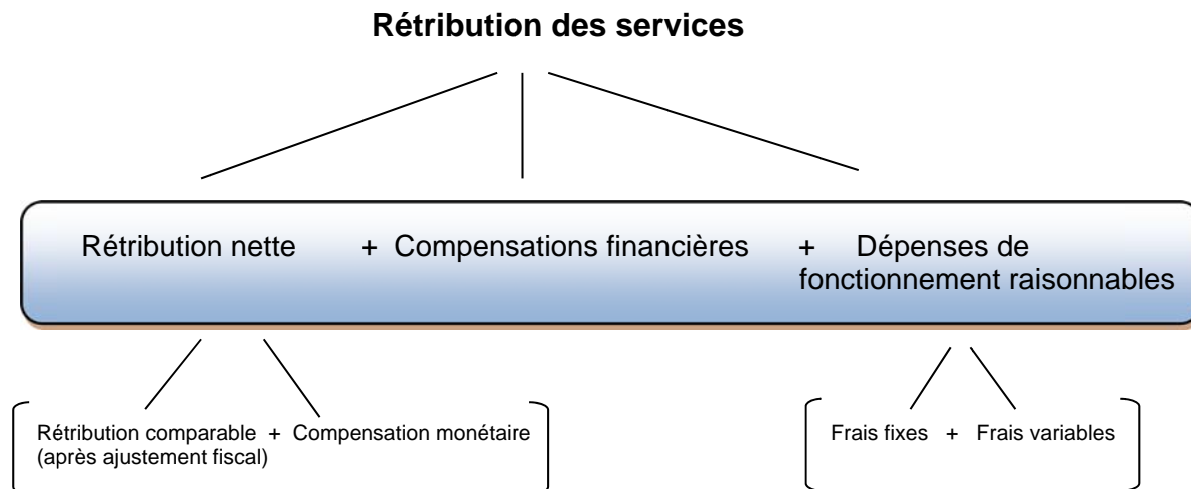 Rétribution des services
Rétribution nette + Compensations financières + Dépenses de
fonctionnement raisonnables
Rétribution comparable + Compensation monétaire
(après ajustement fiscal)
Frais fixes + Frais variables